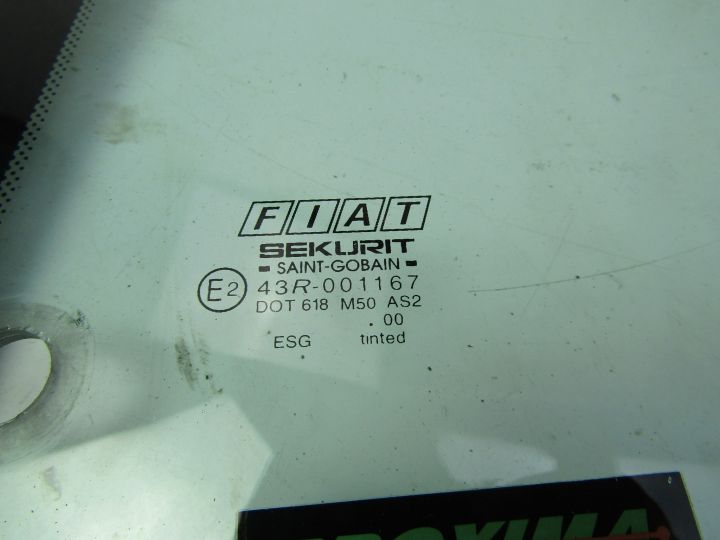 FIAT
SEKURIT
SAINT-GOBAIN
E2 43R-001167
DOT 618 M50 AS2
. 00
ESG tinted